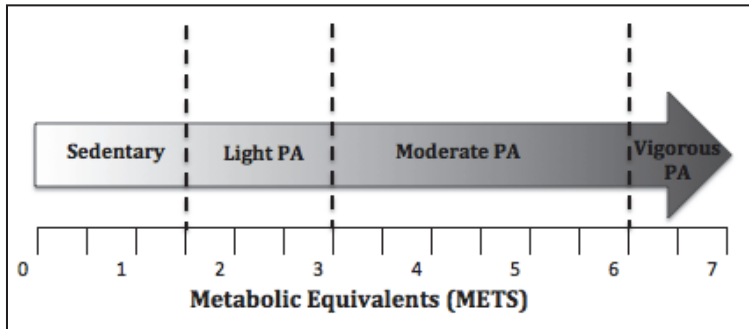 Sedentary Light PA Moderate PA Vigorous
PA
0 1 2 3 4 5 6 7
Metabolic Equivalents (METS)